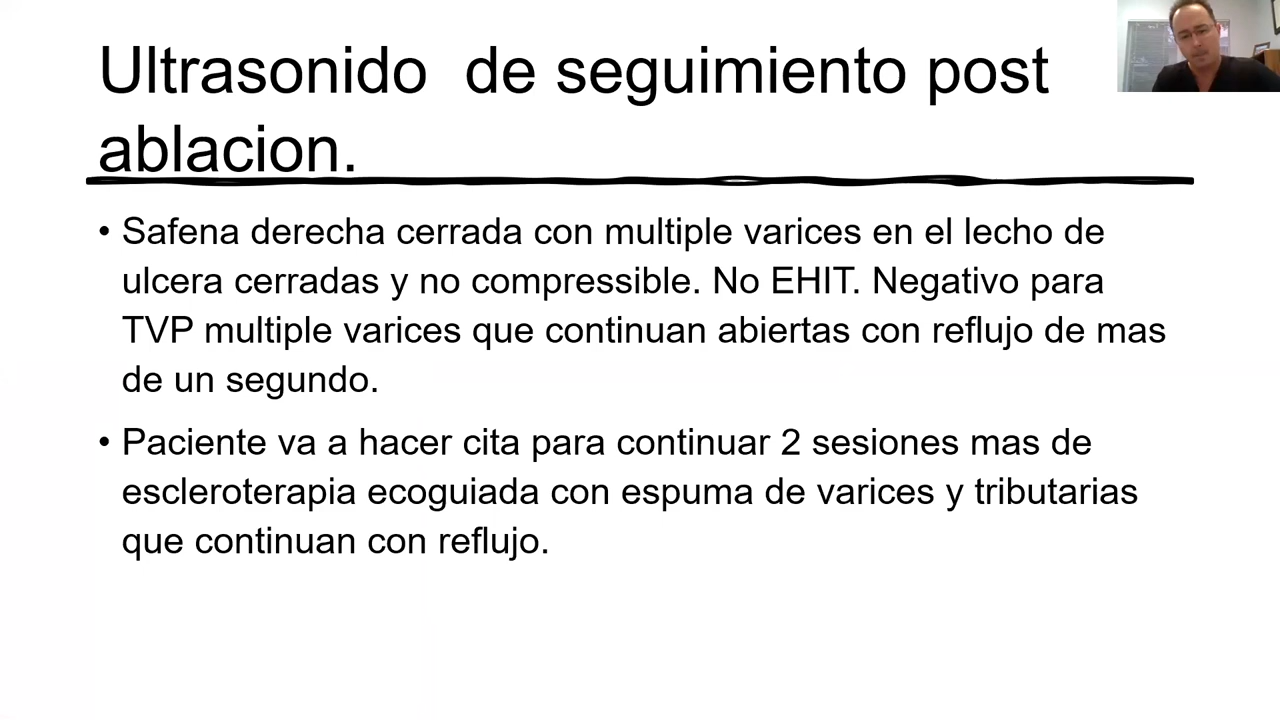 Ultrasonido  de seguimiento post
ablacion.
• Safena derecha cerrada con multiple varices en el lecho de
ulcera cerradas y no compressible. No EHIT. Negativo para
TVP multiple varices que continuan abiertas con reflujo de mas
de un segundo.
• Paciente va a hacer cita para continuar 2 sesiones mas de
escleroterapia ecoguiada con espuma de varices y tributarias
que continuan con reflujo.